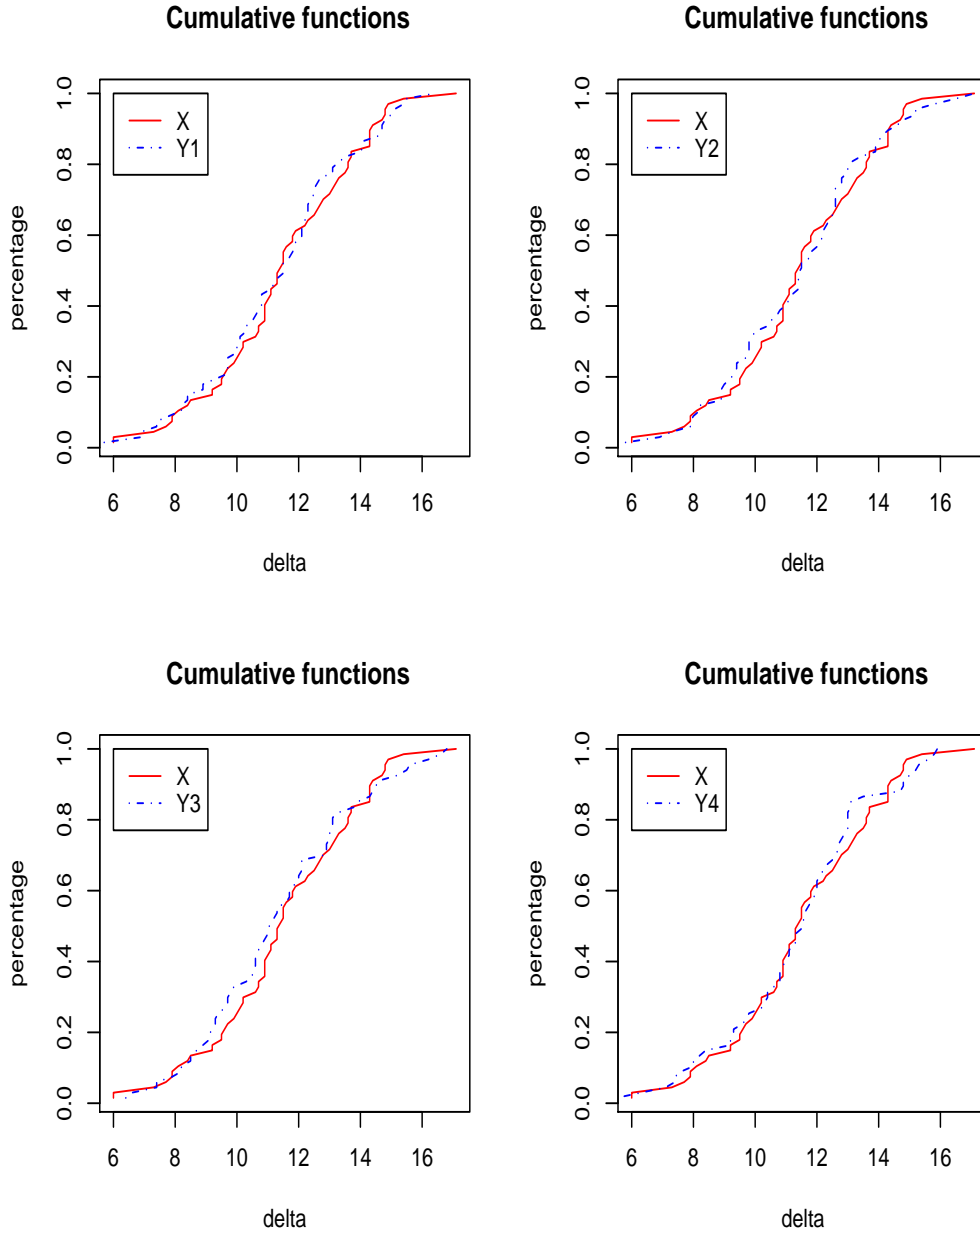 Cumulative functions
percentage
0.0 0.2 0.4 0.6 0.8 1.0
X
Y1
6 8 10 12 14 16
delta
Cumulative functions
percentage
0.0 0.2 0.4 0.6 0.8 1.0
X
Y2
6 8 10 12 14 16
delta
Cumulative functions
percentage
0.0 0.2 0.4 0.6 0.8 1.0
X
Y3
6 8 10 12 14 16
delta
Cumulative functions
percentage
0.0 0.2 0.4 0.6 0.8 1.0
X
Y4
6 8 10 12 14 16
delta